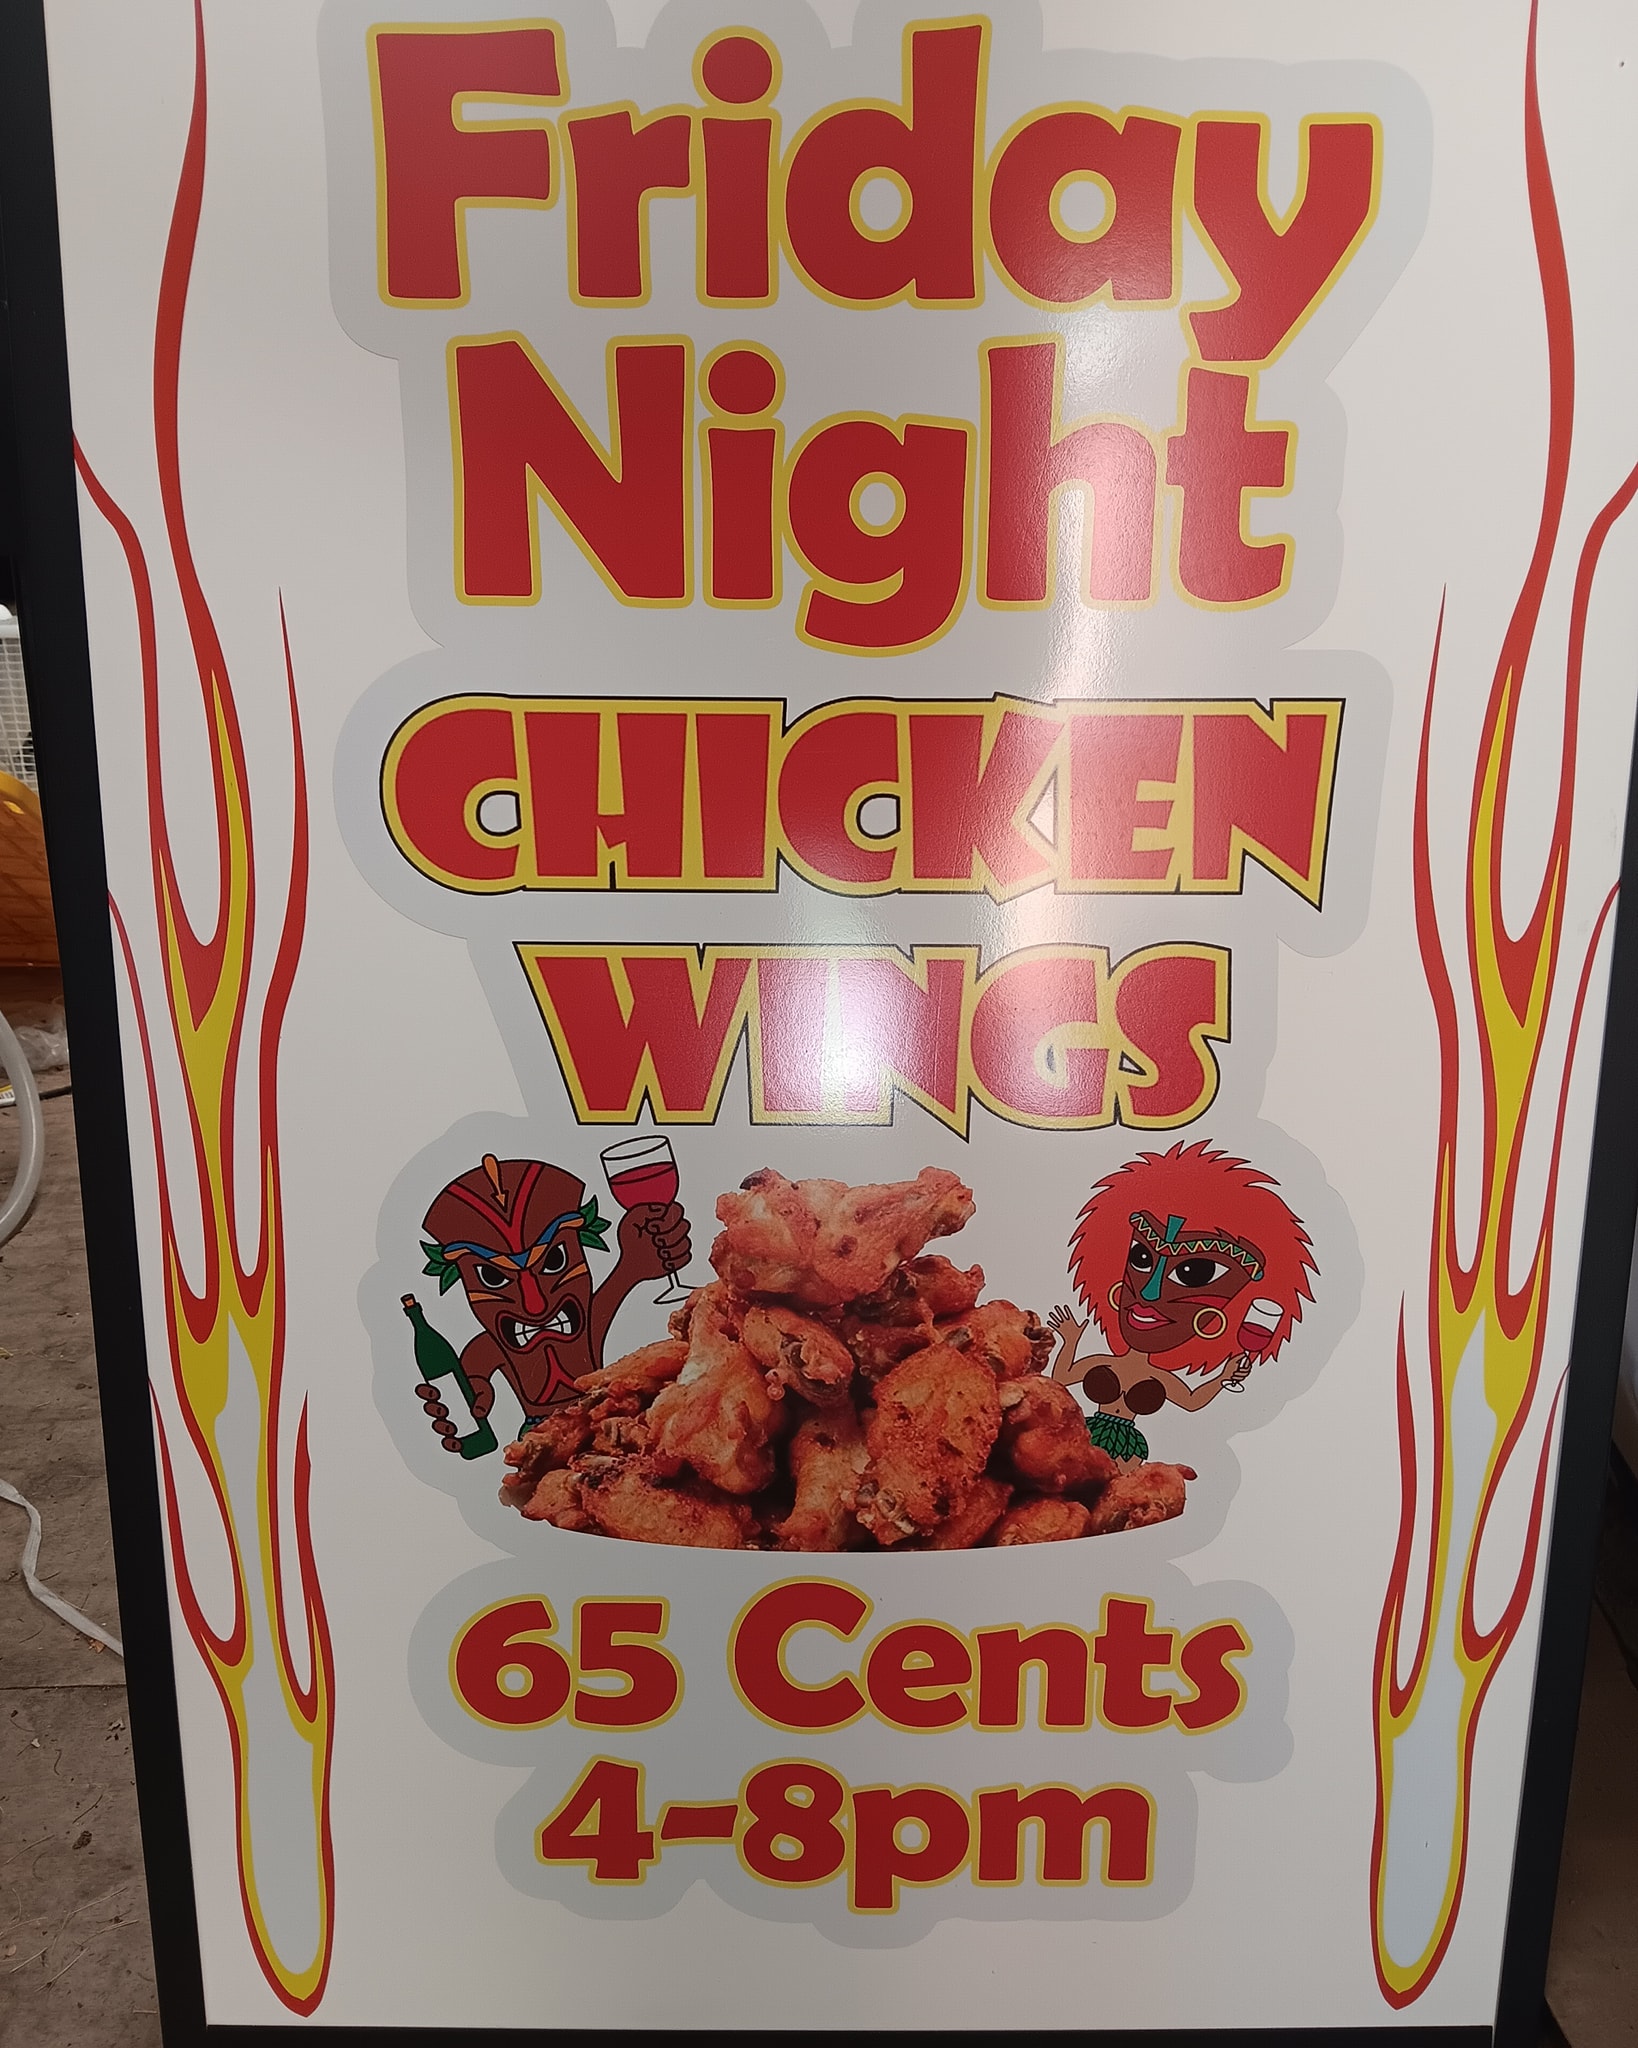 Friday
Night
CHICKEN
WINGS
65 Cents
4-8pm